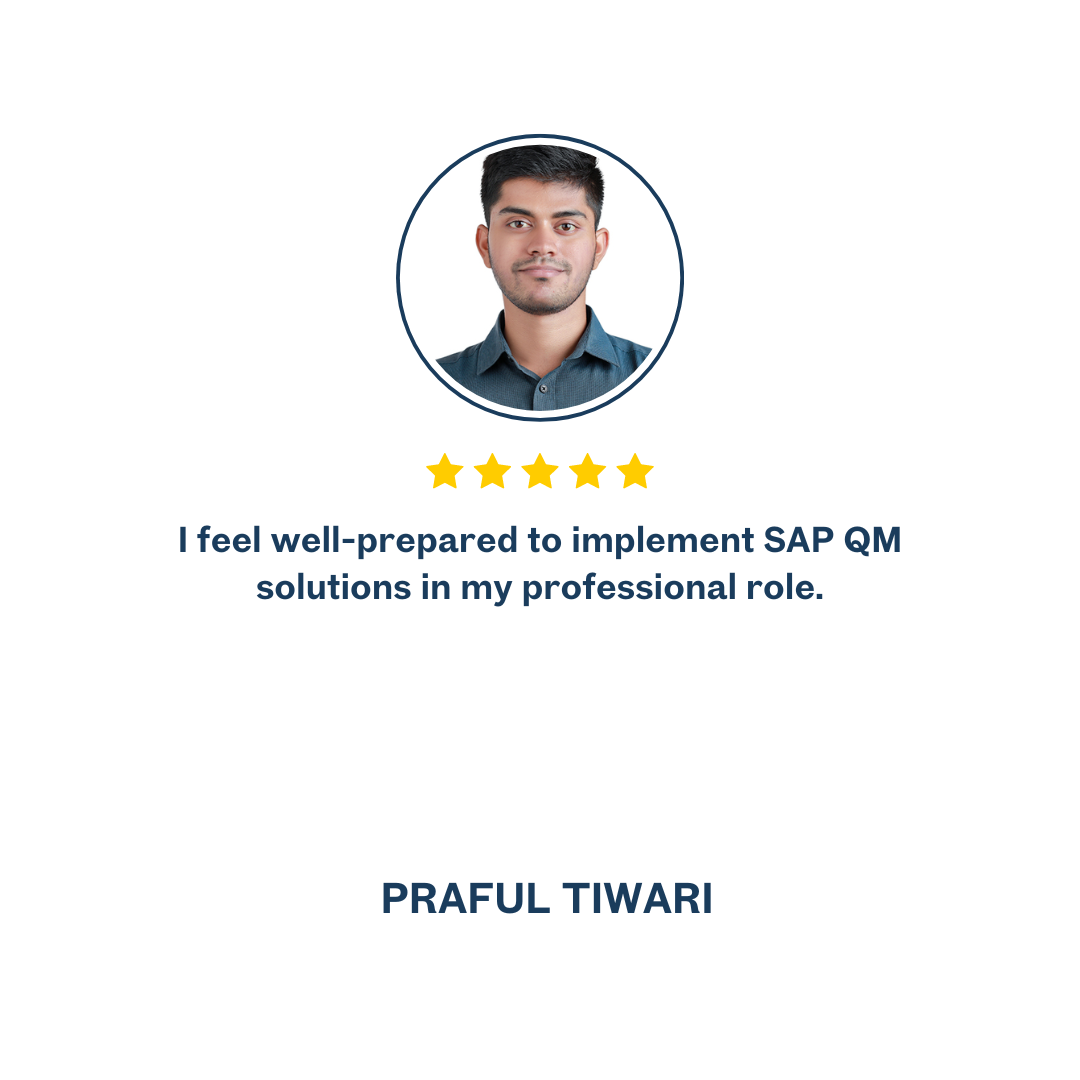 I feel well-prepared to implement SAP QM
solutions in my professional role.
PRAFUL TIWARI